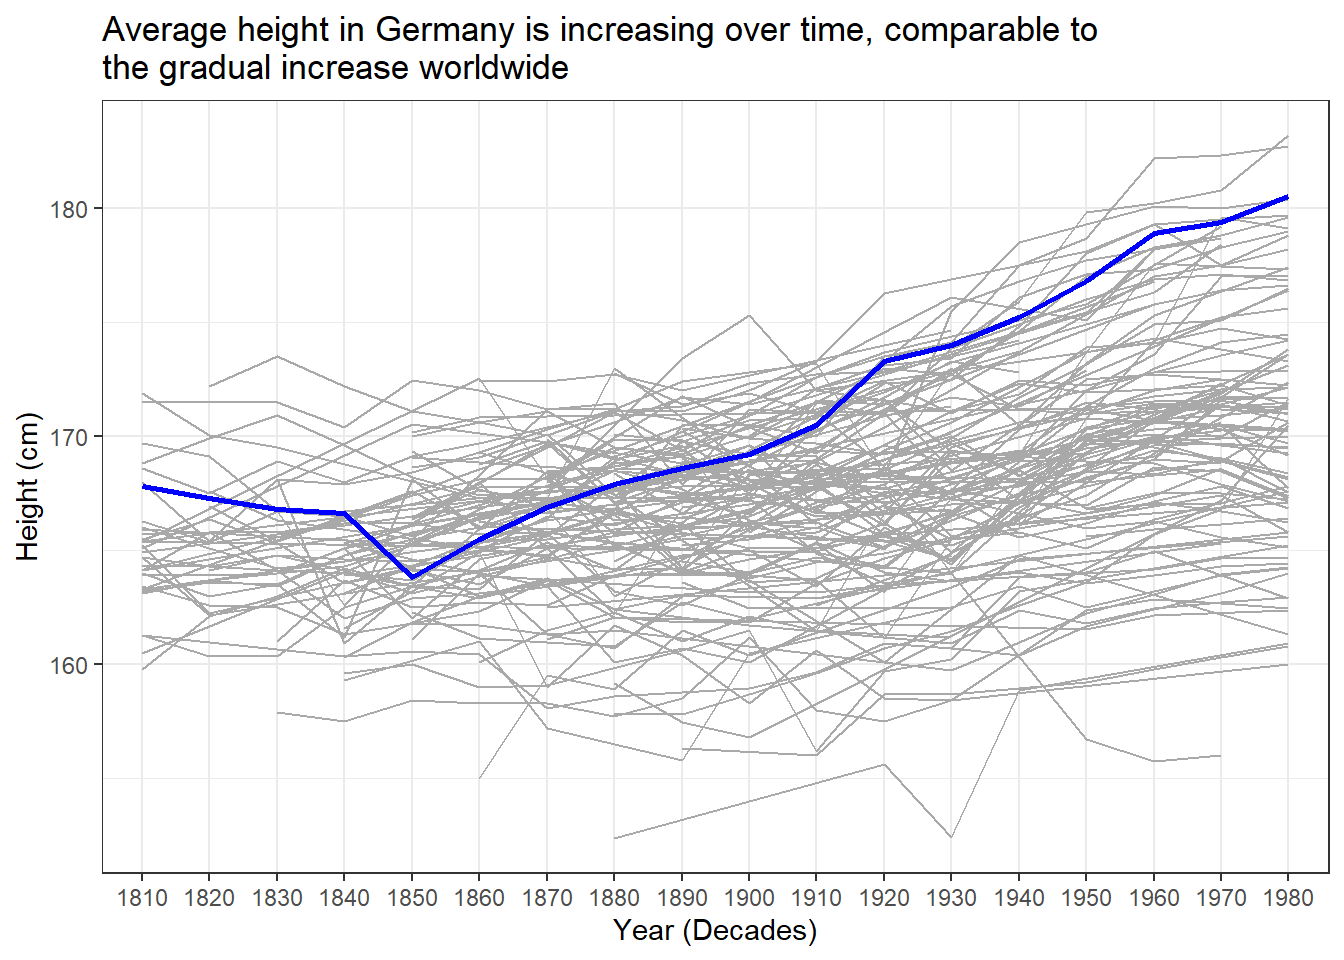 Average height in Germany is increasing over time, comparable to
the gradual increase worldwide
Height (cm)
180
170
160
1810 1820 1830 1840 1850 1860 1870 1880 1890 1900 1910 1920 1930 1940 1950 1960 1970 1980
Year (Decades)